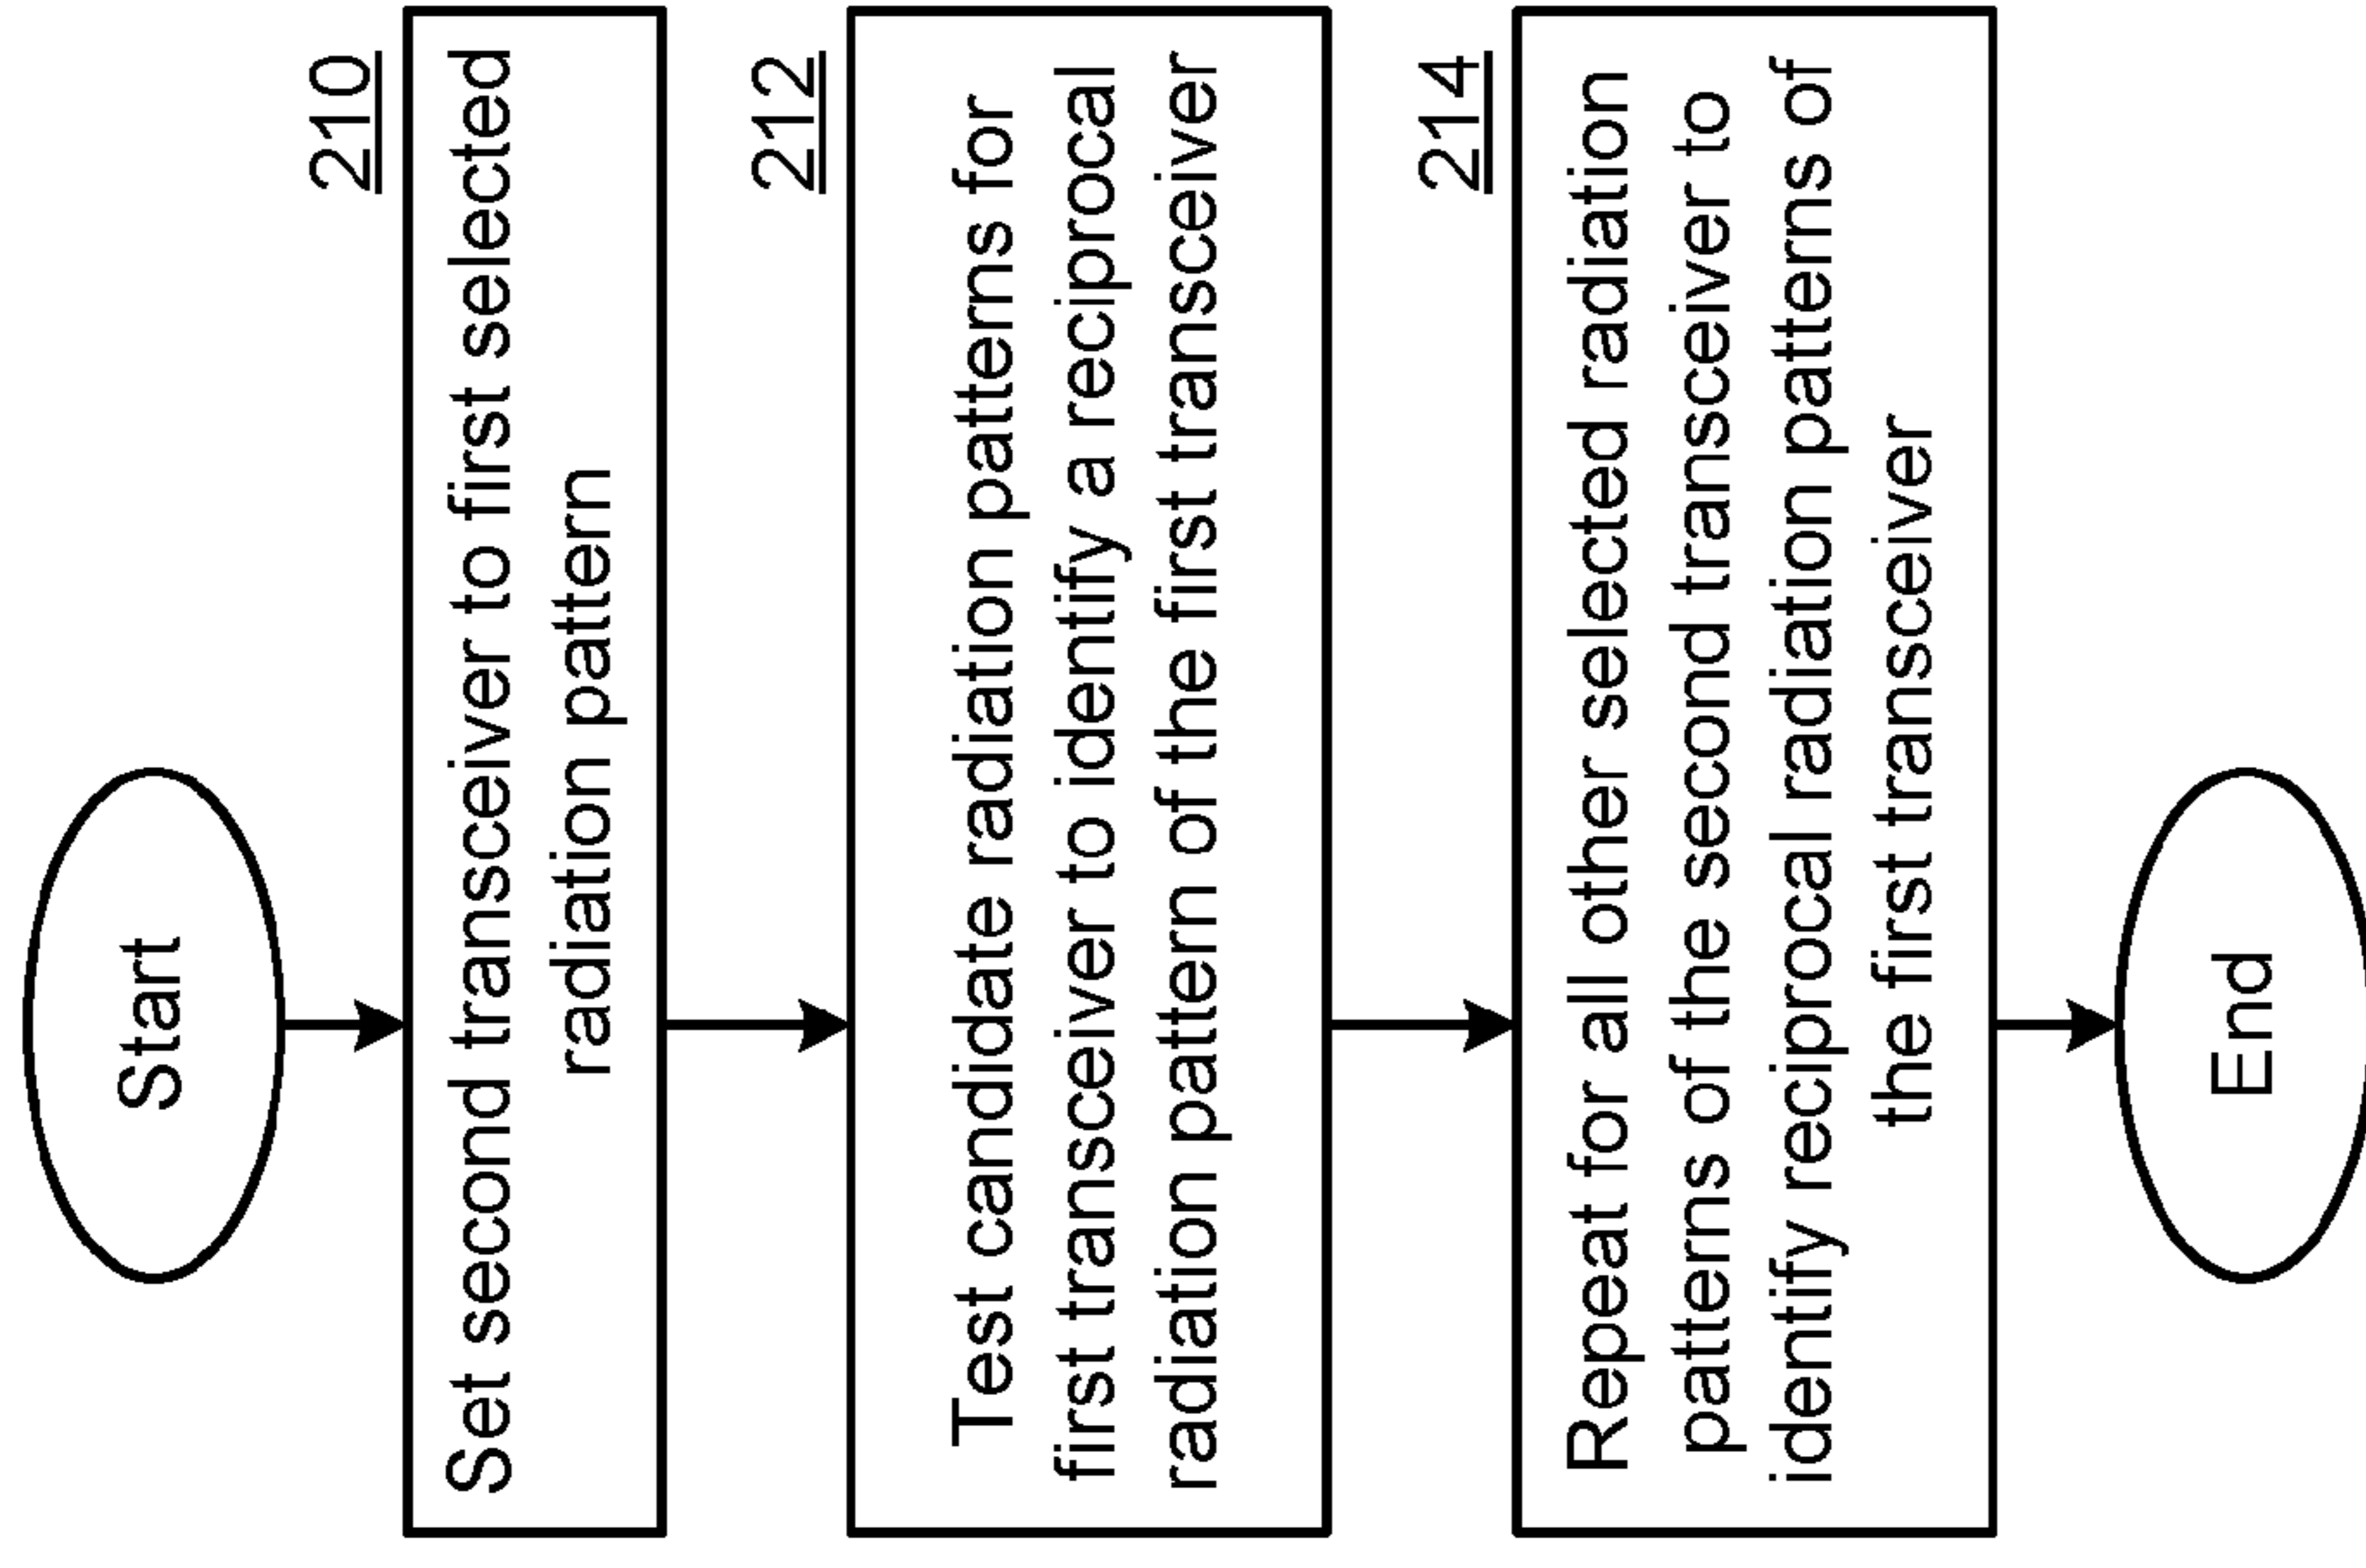 Start
210
Set second transceiver to first selected
radiation pattern
212
Test candidate radiation patterns for
first transceiver to identify a reciprocal
radiation pattern of the first transceiver
214
Repeat for all other selected radiation
patterns of the second transceiver to
identify reciprocal radiation patterns of
the first transceiver
End